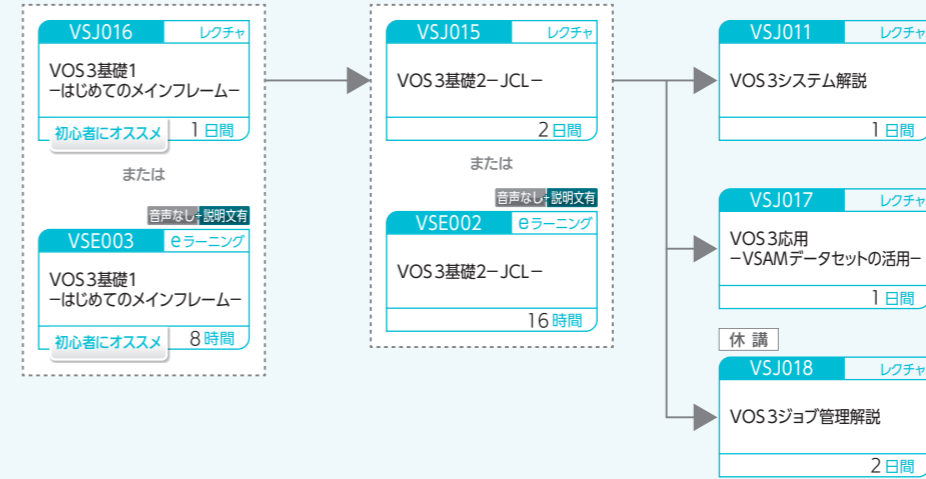 VSJ016 レクチャ
VOS3基礎1
−はじめてのメインフレーム−
初心者にオススメ 1日間
または
音声なし+説明文有
VSE003 eラーニング
VOS3基礎1
−はじめてのメインフレーム−
初心者にオススメ 8時間
VSJ015 レクチャ
VOS3基礎2−JCL−
2日間
または
音声なし+説明文有
VSE002 eラーニング
VOS3基礎2−JCL−
16時間
VSJ011 レクチャ
VOS3システム解説
1日間
VSJ017 レクチャ
VOS3応用
−VSAMデータセットの活用−
1日間
休 講
VSJ018 レクチャ
VOS3ジョブ管理解説
2日間